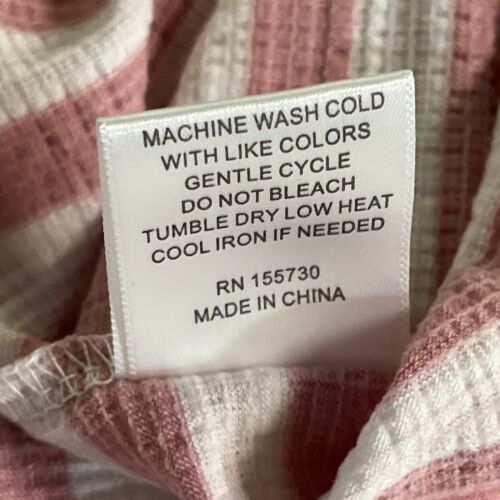 MACHINE WASH COLD
WITH LIKE COLORS
GENTLE CYCLE
DO NOT BLEACH
TUMBLE DRY LOW HEAT
COOL IRON IF NEEDED
RN 155730
MADE IN CHINA